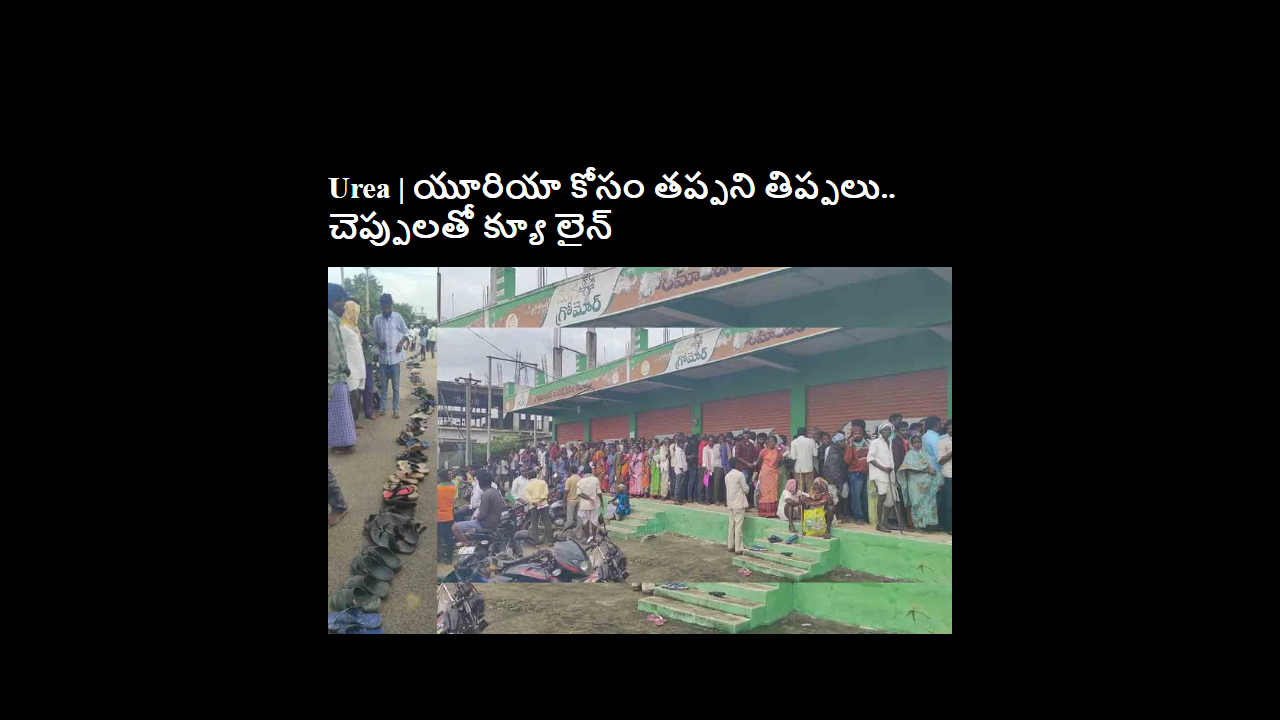 Urea | యూరియా కోసం తప్పని తిప్పలు..
చెప్పులతో క్యూ లైన్
గ్రోమోర్
గ్రోమోర్